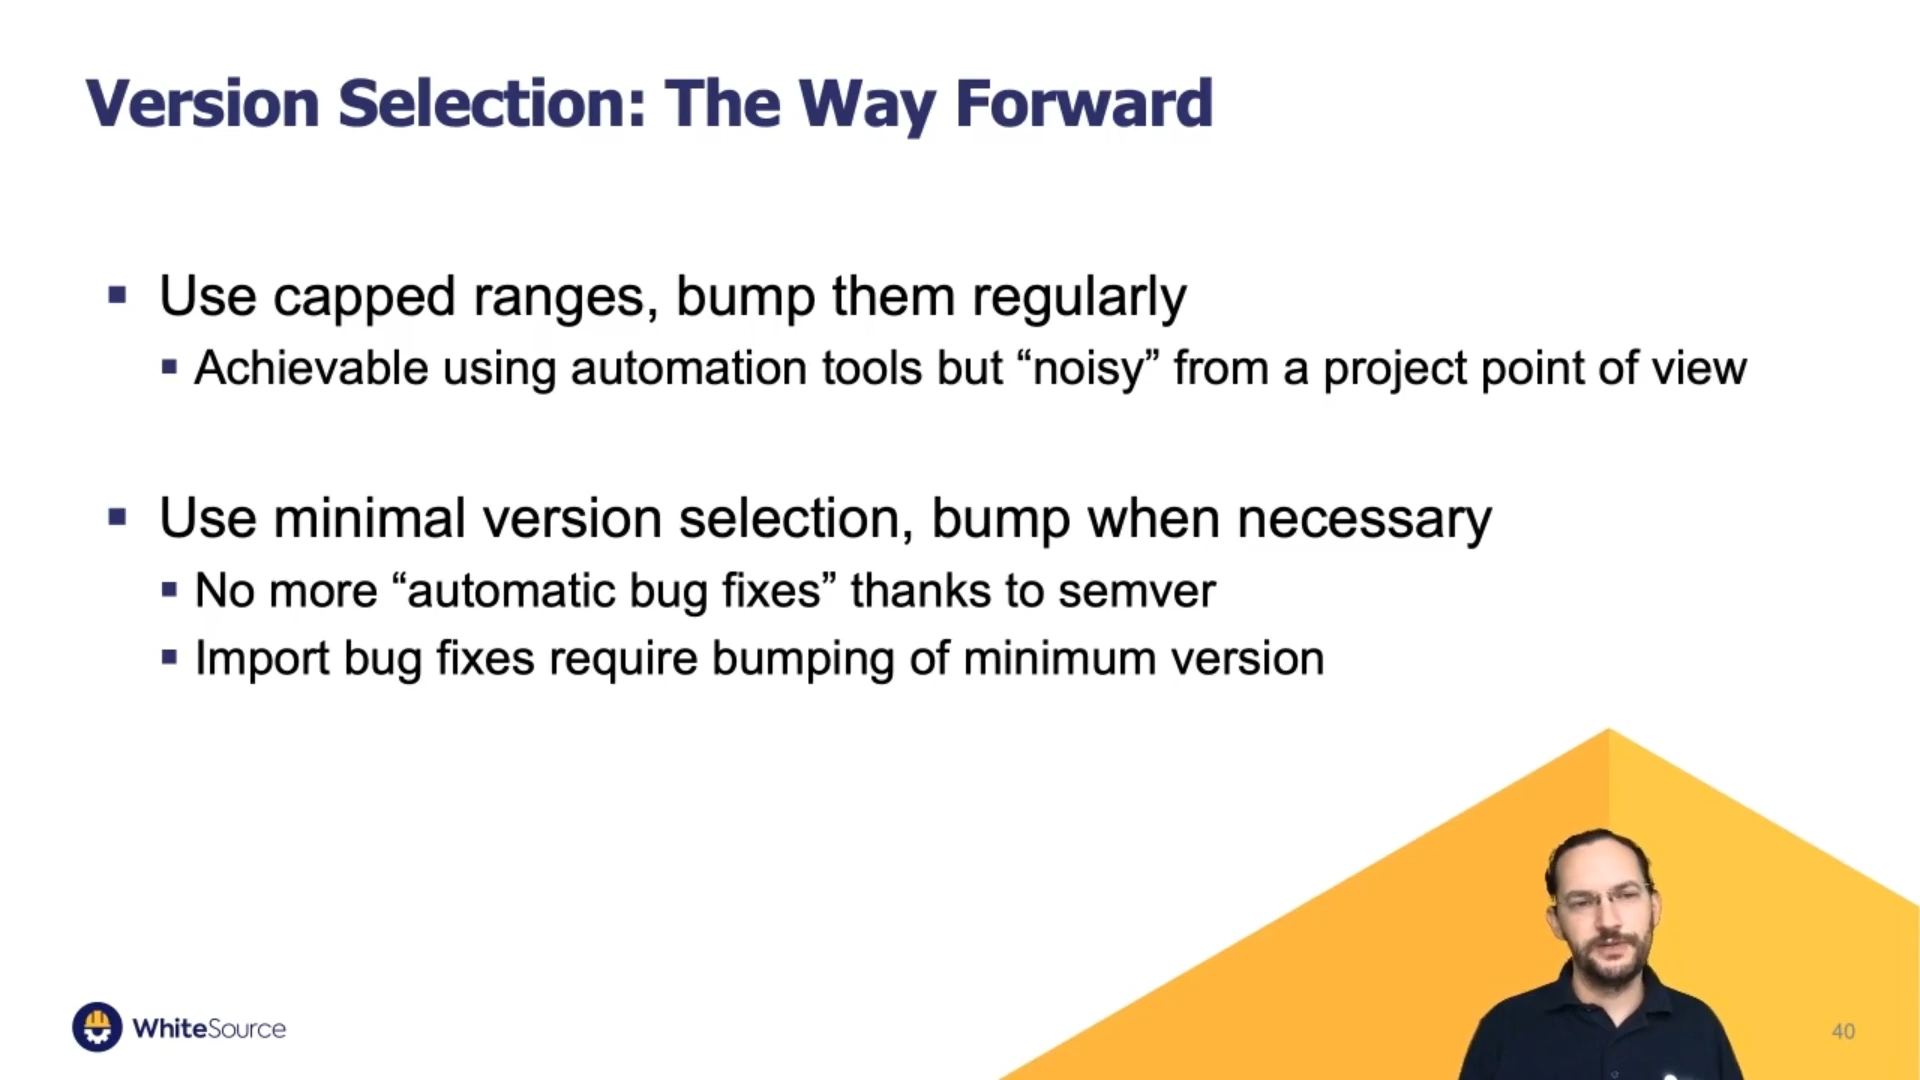 Version Selection: The Way Forward
Use capped ranges, bump them regularly
Achievable using automation tools but “noisy” from a project point of view
Use minimal version selection, bump when necessary
No more “automatic bug fixes” thanks to semver
Import bug fixes require bumping of minimum version
WhiteSource
40